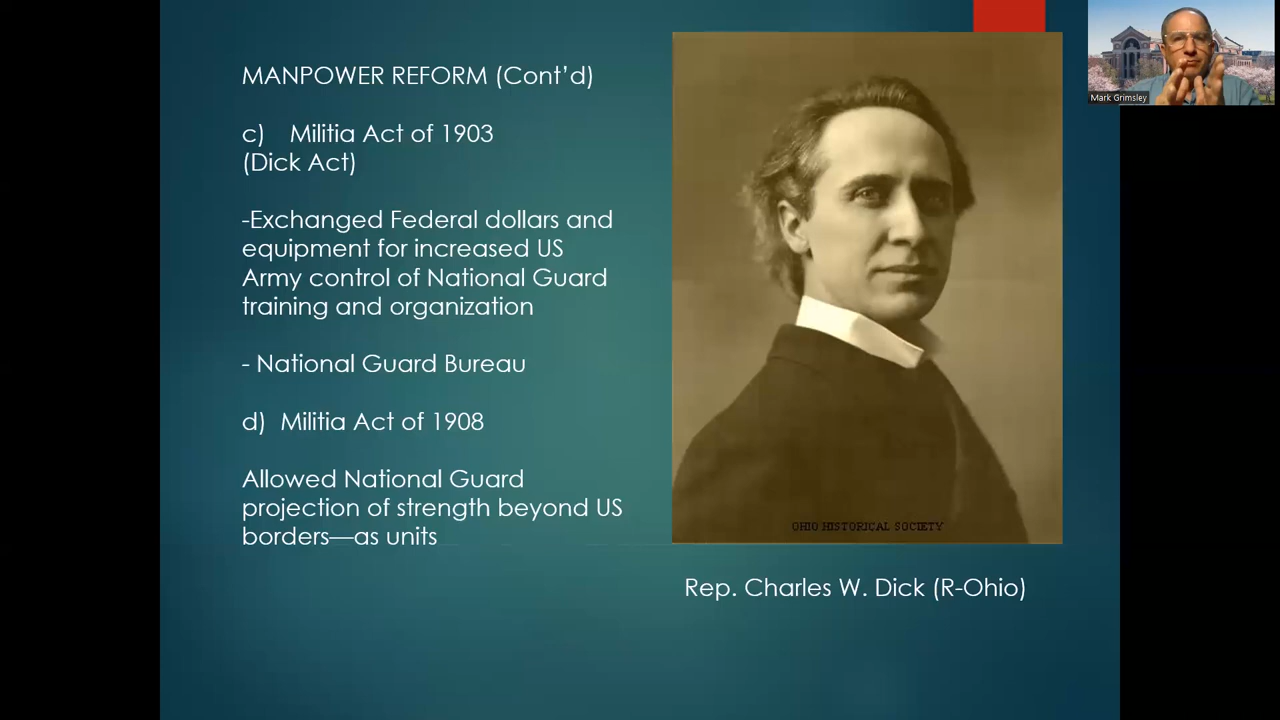 MANPOWER REFORM (Cont'd)
c) Militia Act of 1903
(Dick Act)
-Exchanged Federal dollars and
equipment for increased US
Army control of National Guard
training and organization
- National Guard Bureau
d) Militia Act of 1908
Allowed National Guard
projection of strength beyond US
borders—as units
OHIO HISTORICAL SOCIETY
Rep. Charles W. Dick (R-Ohio)
Mark Grimsley